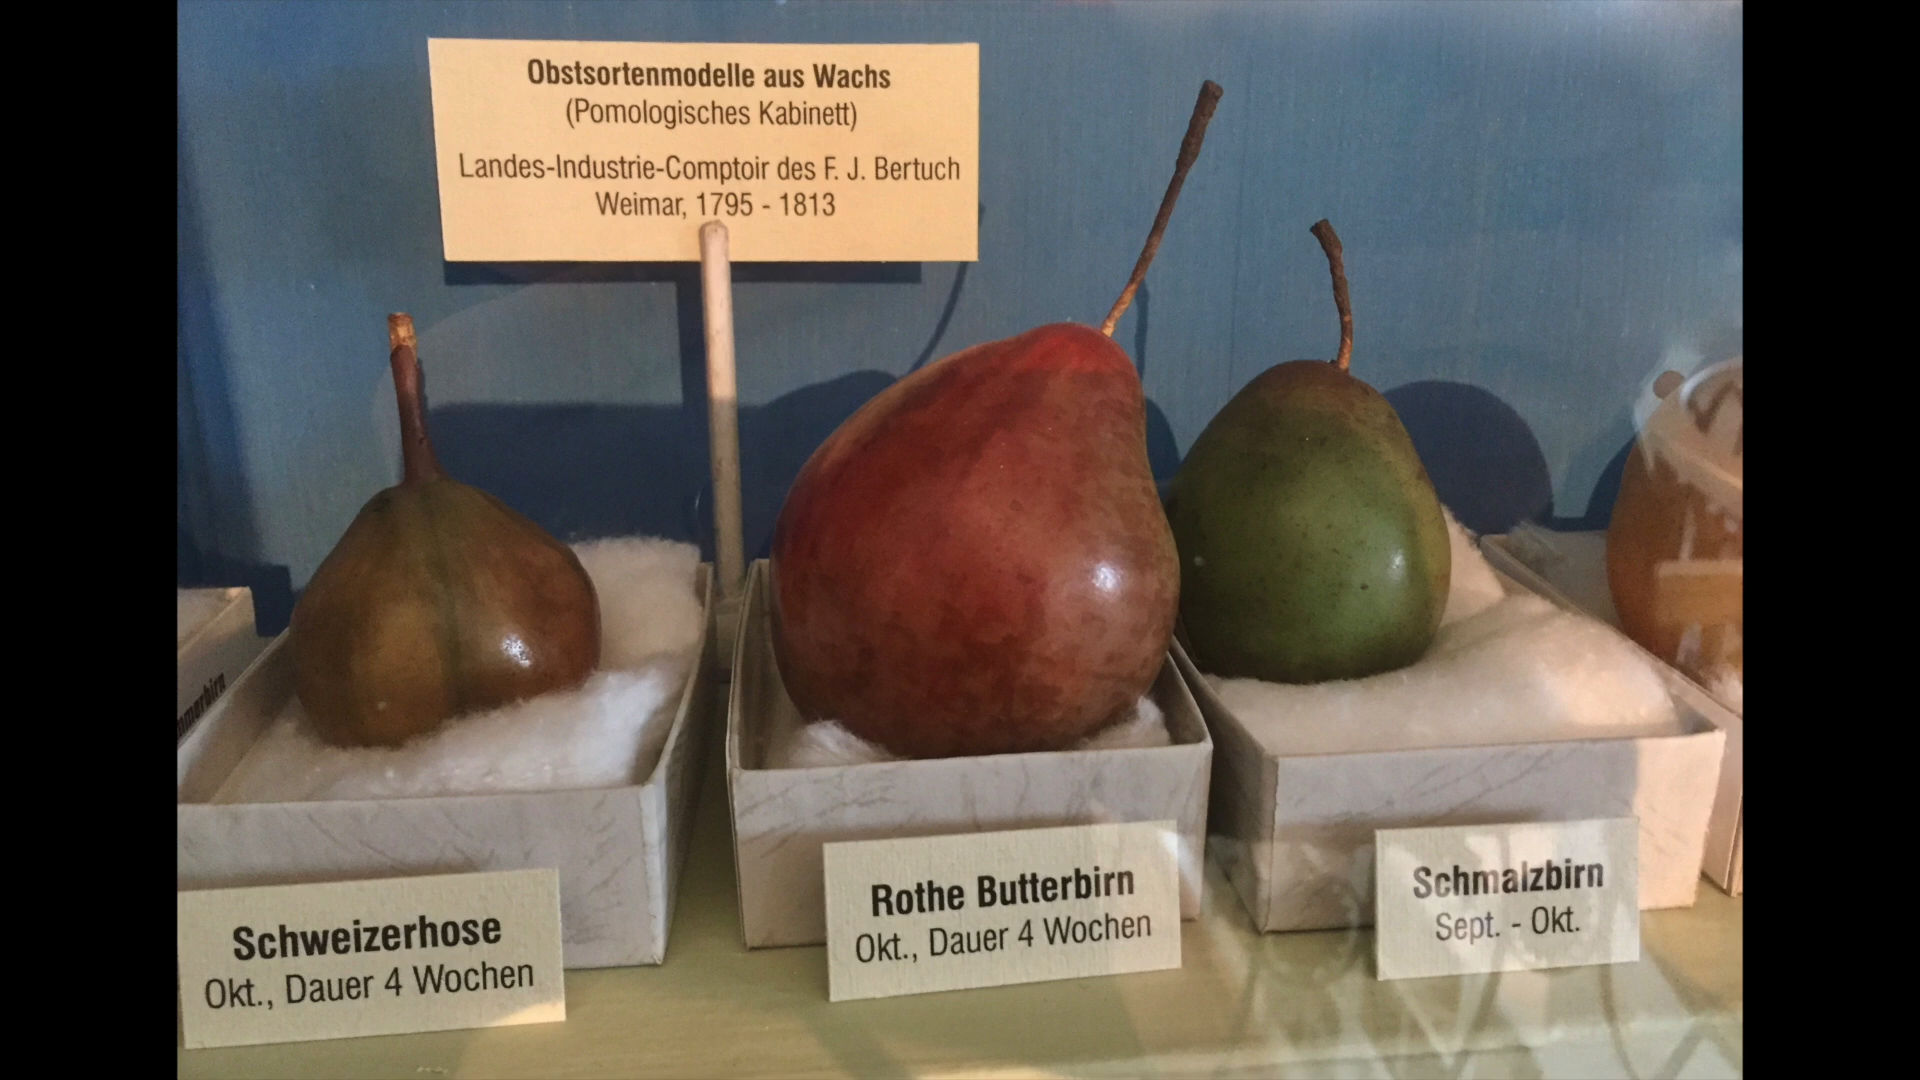 Obstsortenmodelle aus Wachs
(Pomologisches Kabinett)
Landes-Industrie-Comptoir des F. J. Bertuch
Weimar, 1795 - 1813
Schweizerhose
Okt., Dauer 4 Wochen
Rothe Butterbirn
Okt., Dauer 4 Wochen
Schmalzbirn
Sept. - Okt.